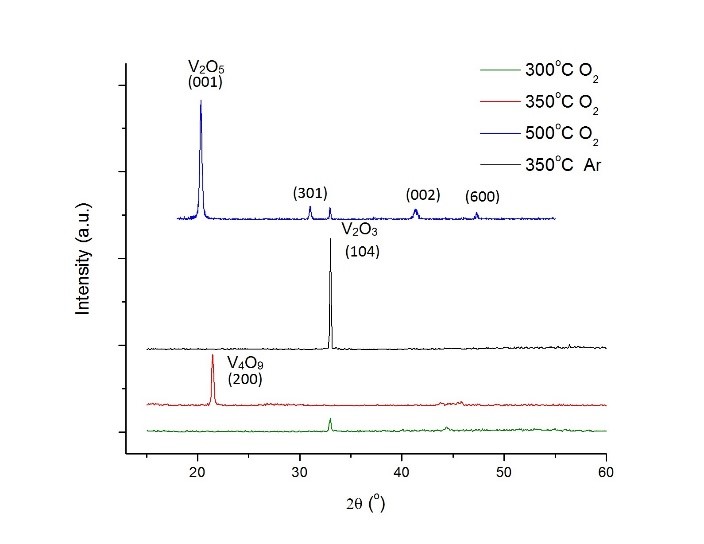 V₂O₅
(001)
300°C O₂
350°C O₂
500°C O₂
350°C Ar
(301)
(002)
(600)
V₂O₃
(104)
V₄O₉
(200)
Intensity (a.u.)
20 30 40 50 60
2θ (°)